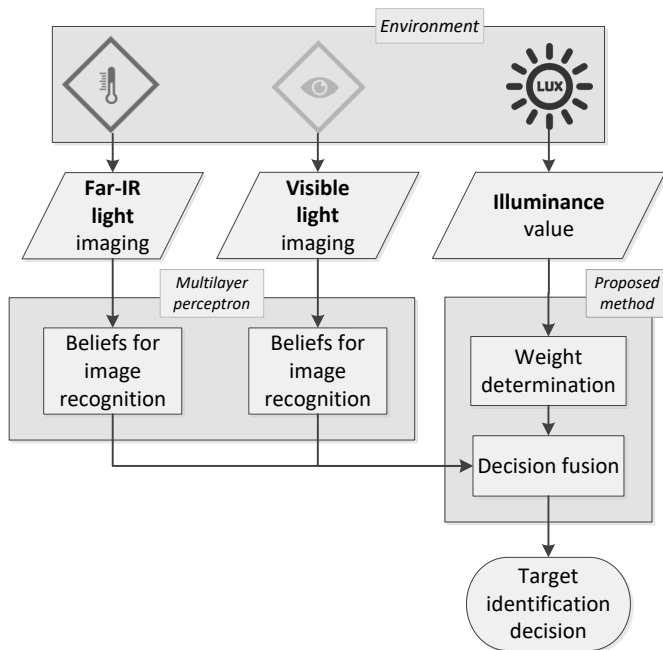 Environment
LUX
Far-IR
light
imaging
Visible
light
imaging
Illuminance
value
Multilayer
perceptron
Proposed
method
Beliefs for
image
recognition
Beliefs for
image
recognition
Weight
determination
Decision fusion
Target
identification
decision